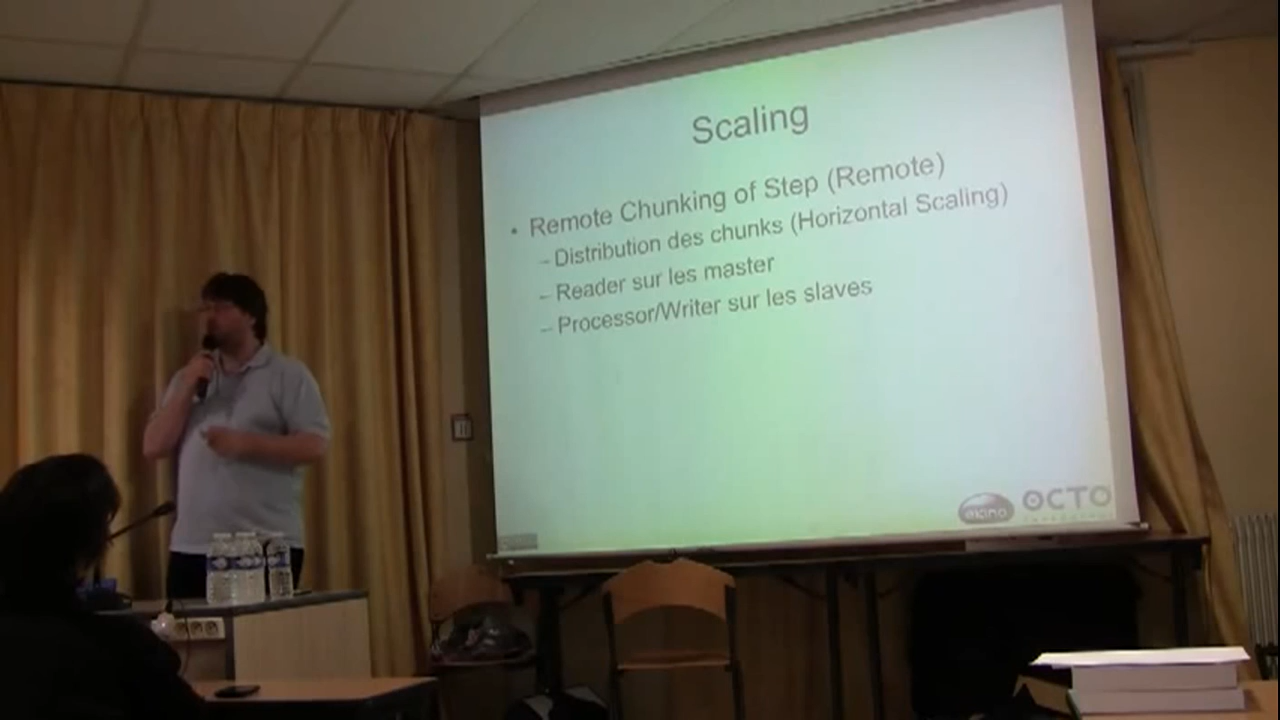 Scaling
• Remote Chunking of Step (Remote)
– Distribution des chunks (Horizontal Scaling)
– Reader sur les master
– Processor/Writer sur les slaves
OCTO